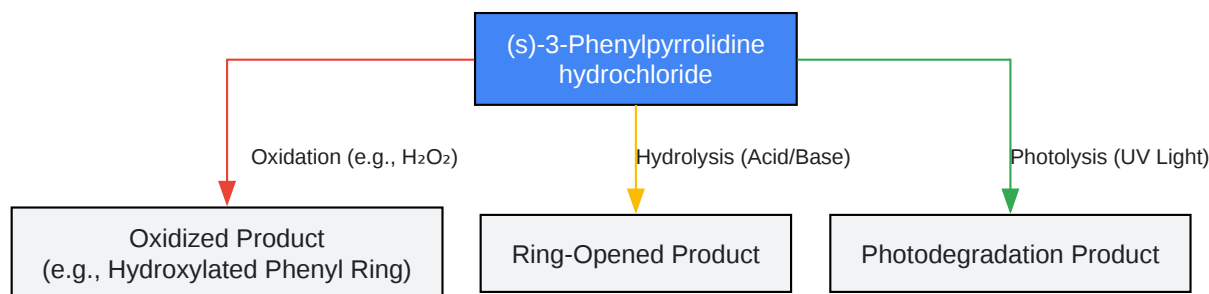 (s)-3-Phenylpyrrolidine
hydrochloride
Oxidation (e.g., H₂O₂)
Hydrolysis (Acid/Base)
Photolysis (UV Light)
Oxidized Product
(e.g., Hydroxylated Phenyl Ring)
Ring-Opened Product
Photodegradation Product